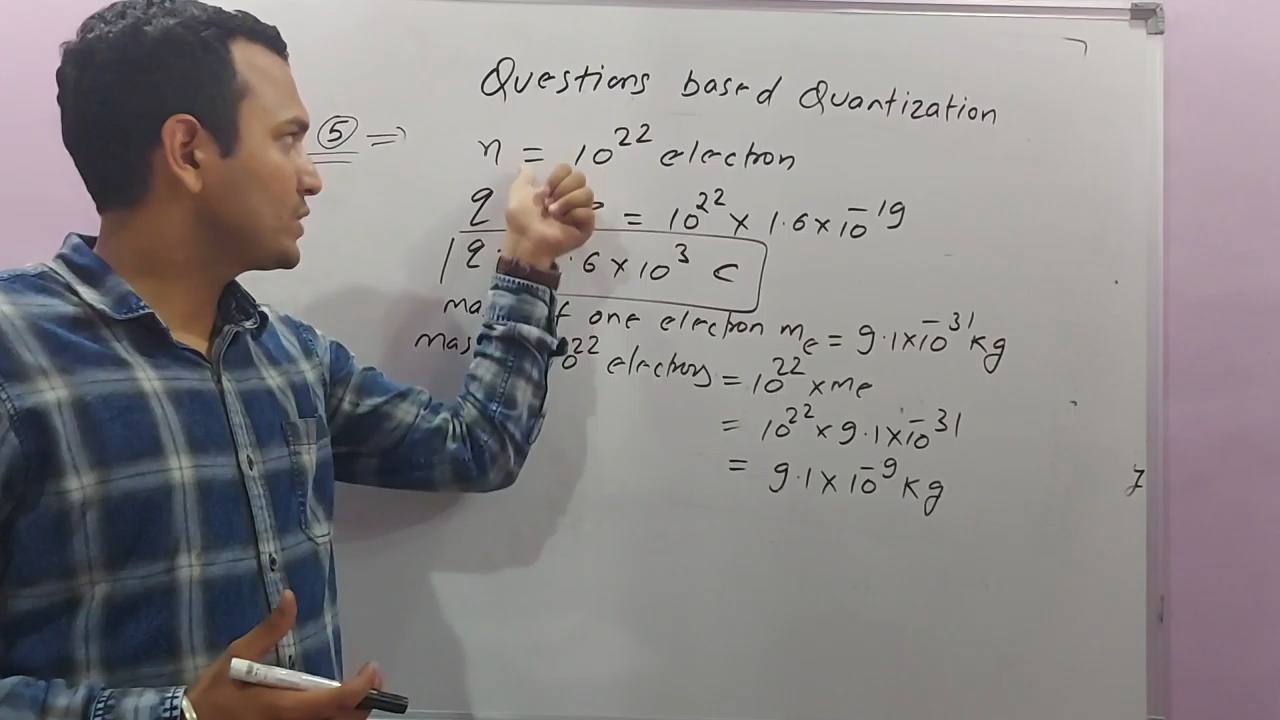 Questions based Quantization
⑤ ⇒ n = 10²² electron
q = 10²² × 1.6 × 10⁻¹⁹
q .6 × 10³ C
one electron mₑ = 9.1 × 10⁻³¹ kg
10²² electrons = 10²² × mₑ
= 10²² × 9.1 × 10⁻³¹
= 9.1 × 10⁻⁹ kg